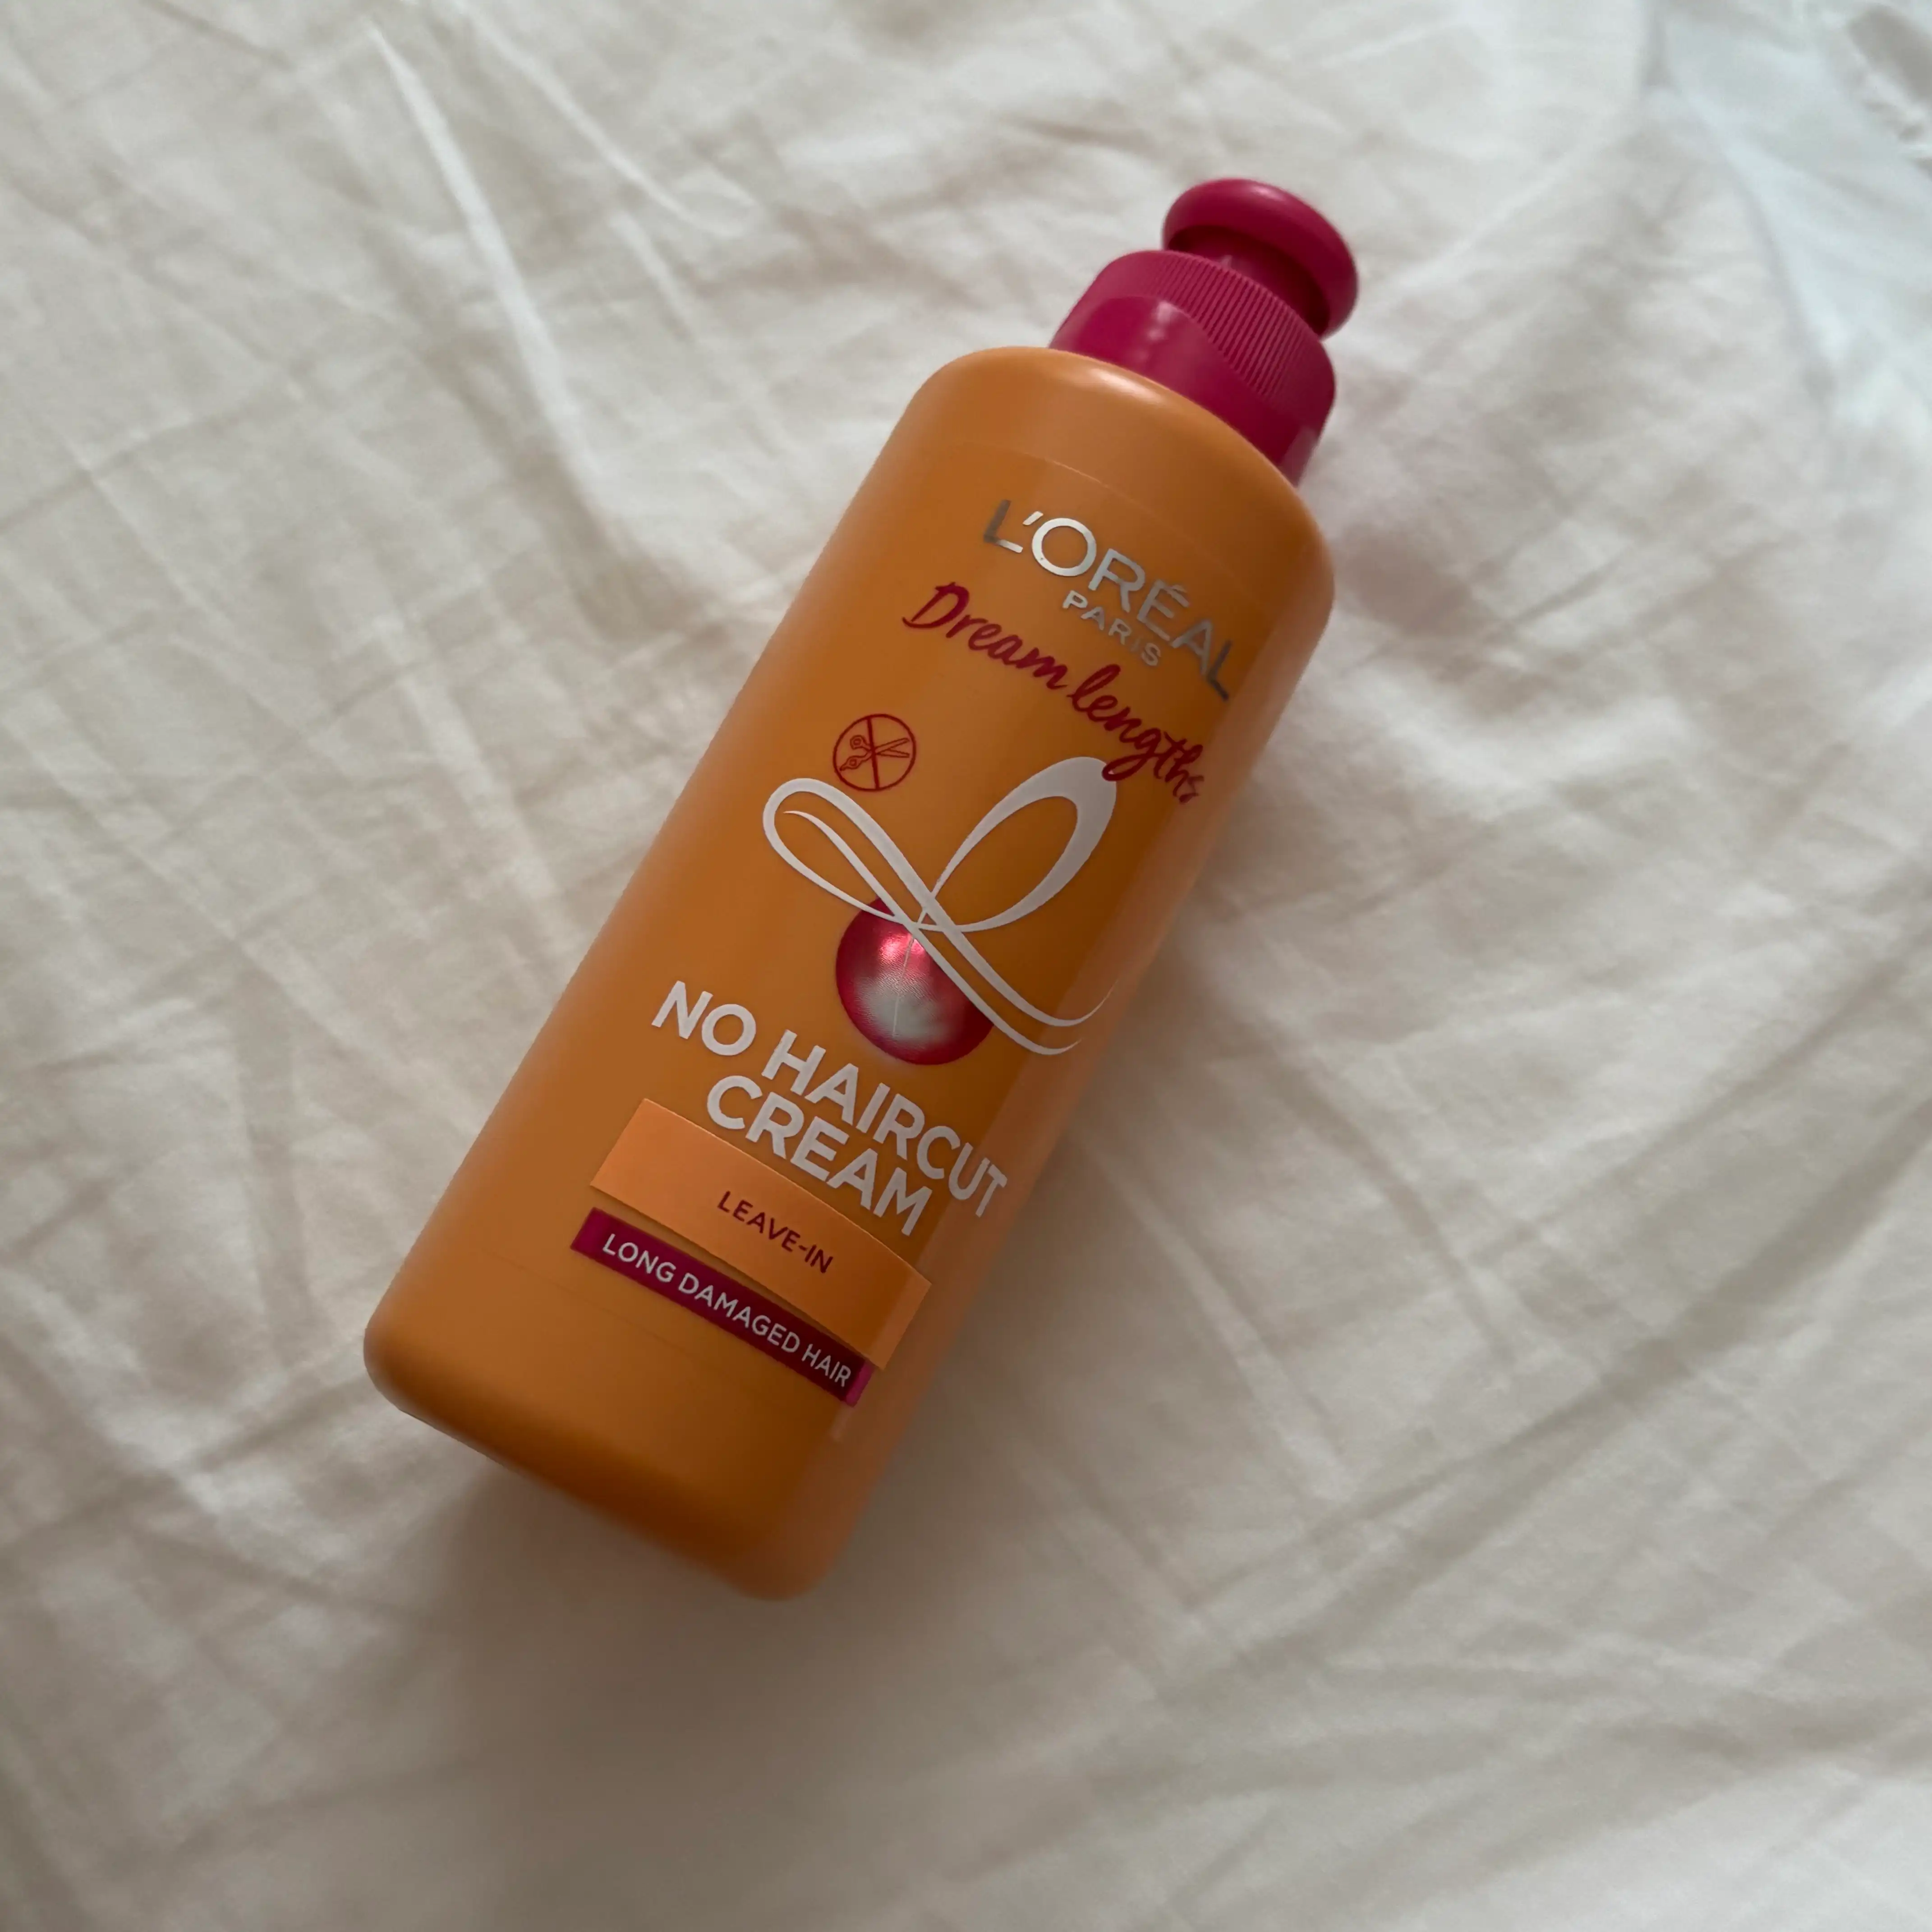 L'ORÉAL
PARIS
Dream lengths
NO HAIRCUT
CREAM
LEAVE-IN
LONG DAMAGED HAIR